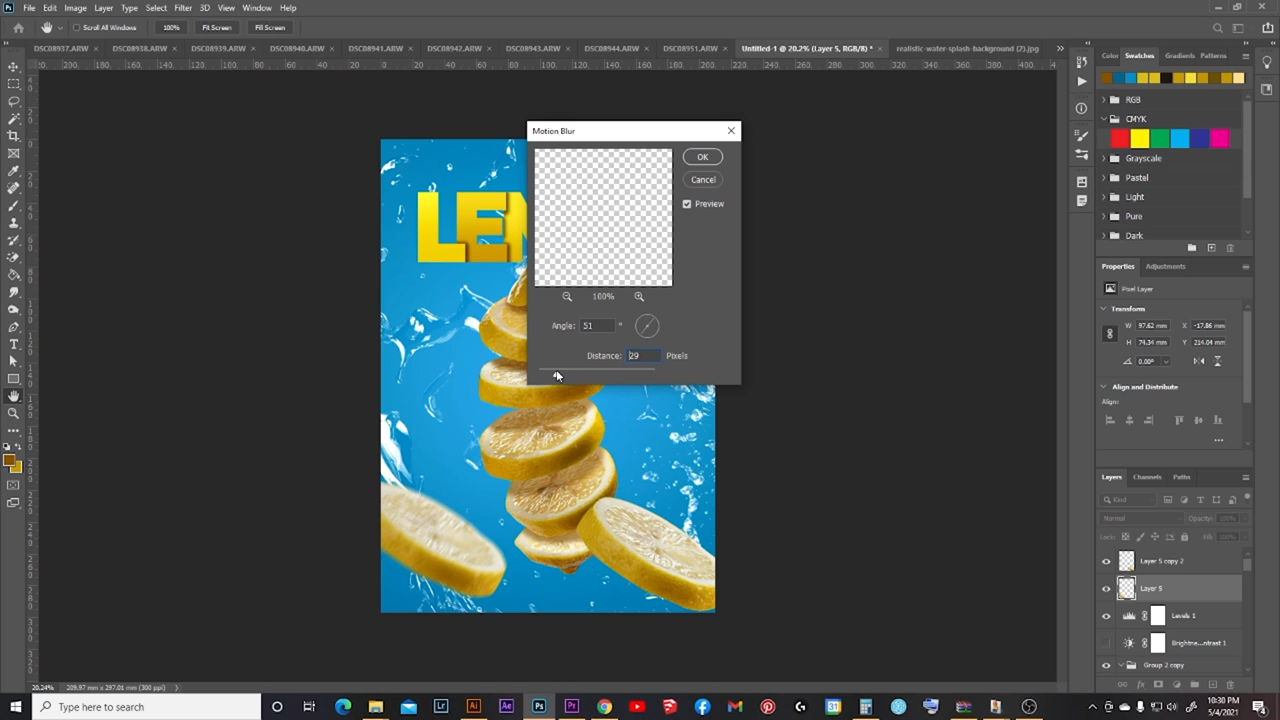 Ps File Edit Image Layer Type Select Filter 3D View Window Help
Scroll All Windows 100% Fit Screen Fill Screen
DSC08937.ARW × DSC08938.ARW × DSC08939.ARW × DSC08940.ARW × DSC08941.ARW × DSC08942.ARW × DSC08943.ARW × DSC08944.ARW × DSC08951.ARW × Untitled-1 @ 20.2% (Layer 5, RGB/8) * × realistic-water-splash-background (2).jpg
Color Swatches Gradients Patterns
RGB
CMYK
Grayscale
Pastel
Light
Pure
Dark
Motion Blur
OK
Cancel
Preview
100%
Angle: 51 °
Distance: 29 Pixels
LEM
Properties Adjustments
Pixel Layer
Transform
W 97.62 mm X -17.86 mm
H 74.34 mm Y 214.04 mm
0.00°
Align and Distribute
Align:
Layers Channels Paths
Kind
Normal Opacity: 100%
Lock: Fill: 100%
Layer 5 copy 2
Layer 5
Levels 1
Brightne...ntrast 1
Group 2 copy
20.24% 209.97 mm x 297.01 mm (300 ppi)
Type here to search
10:30 PM
5/4/2021